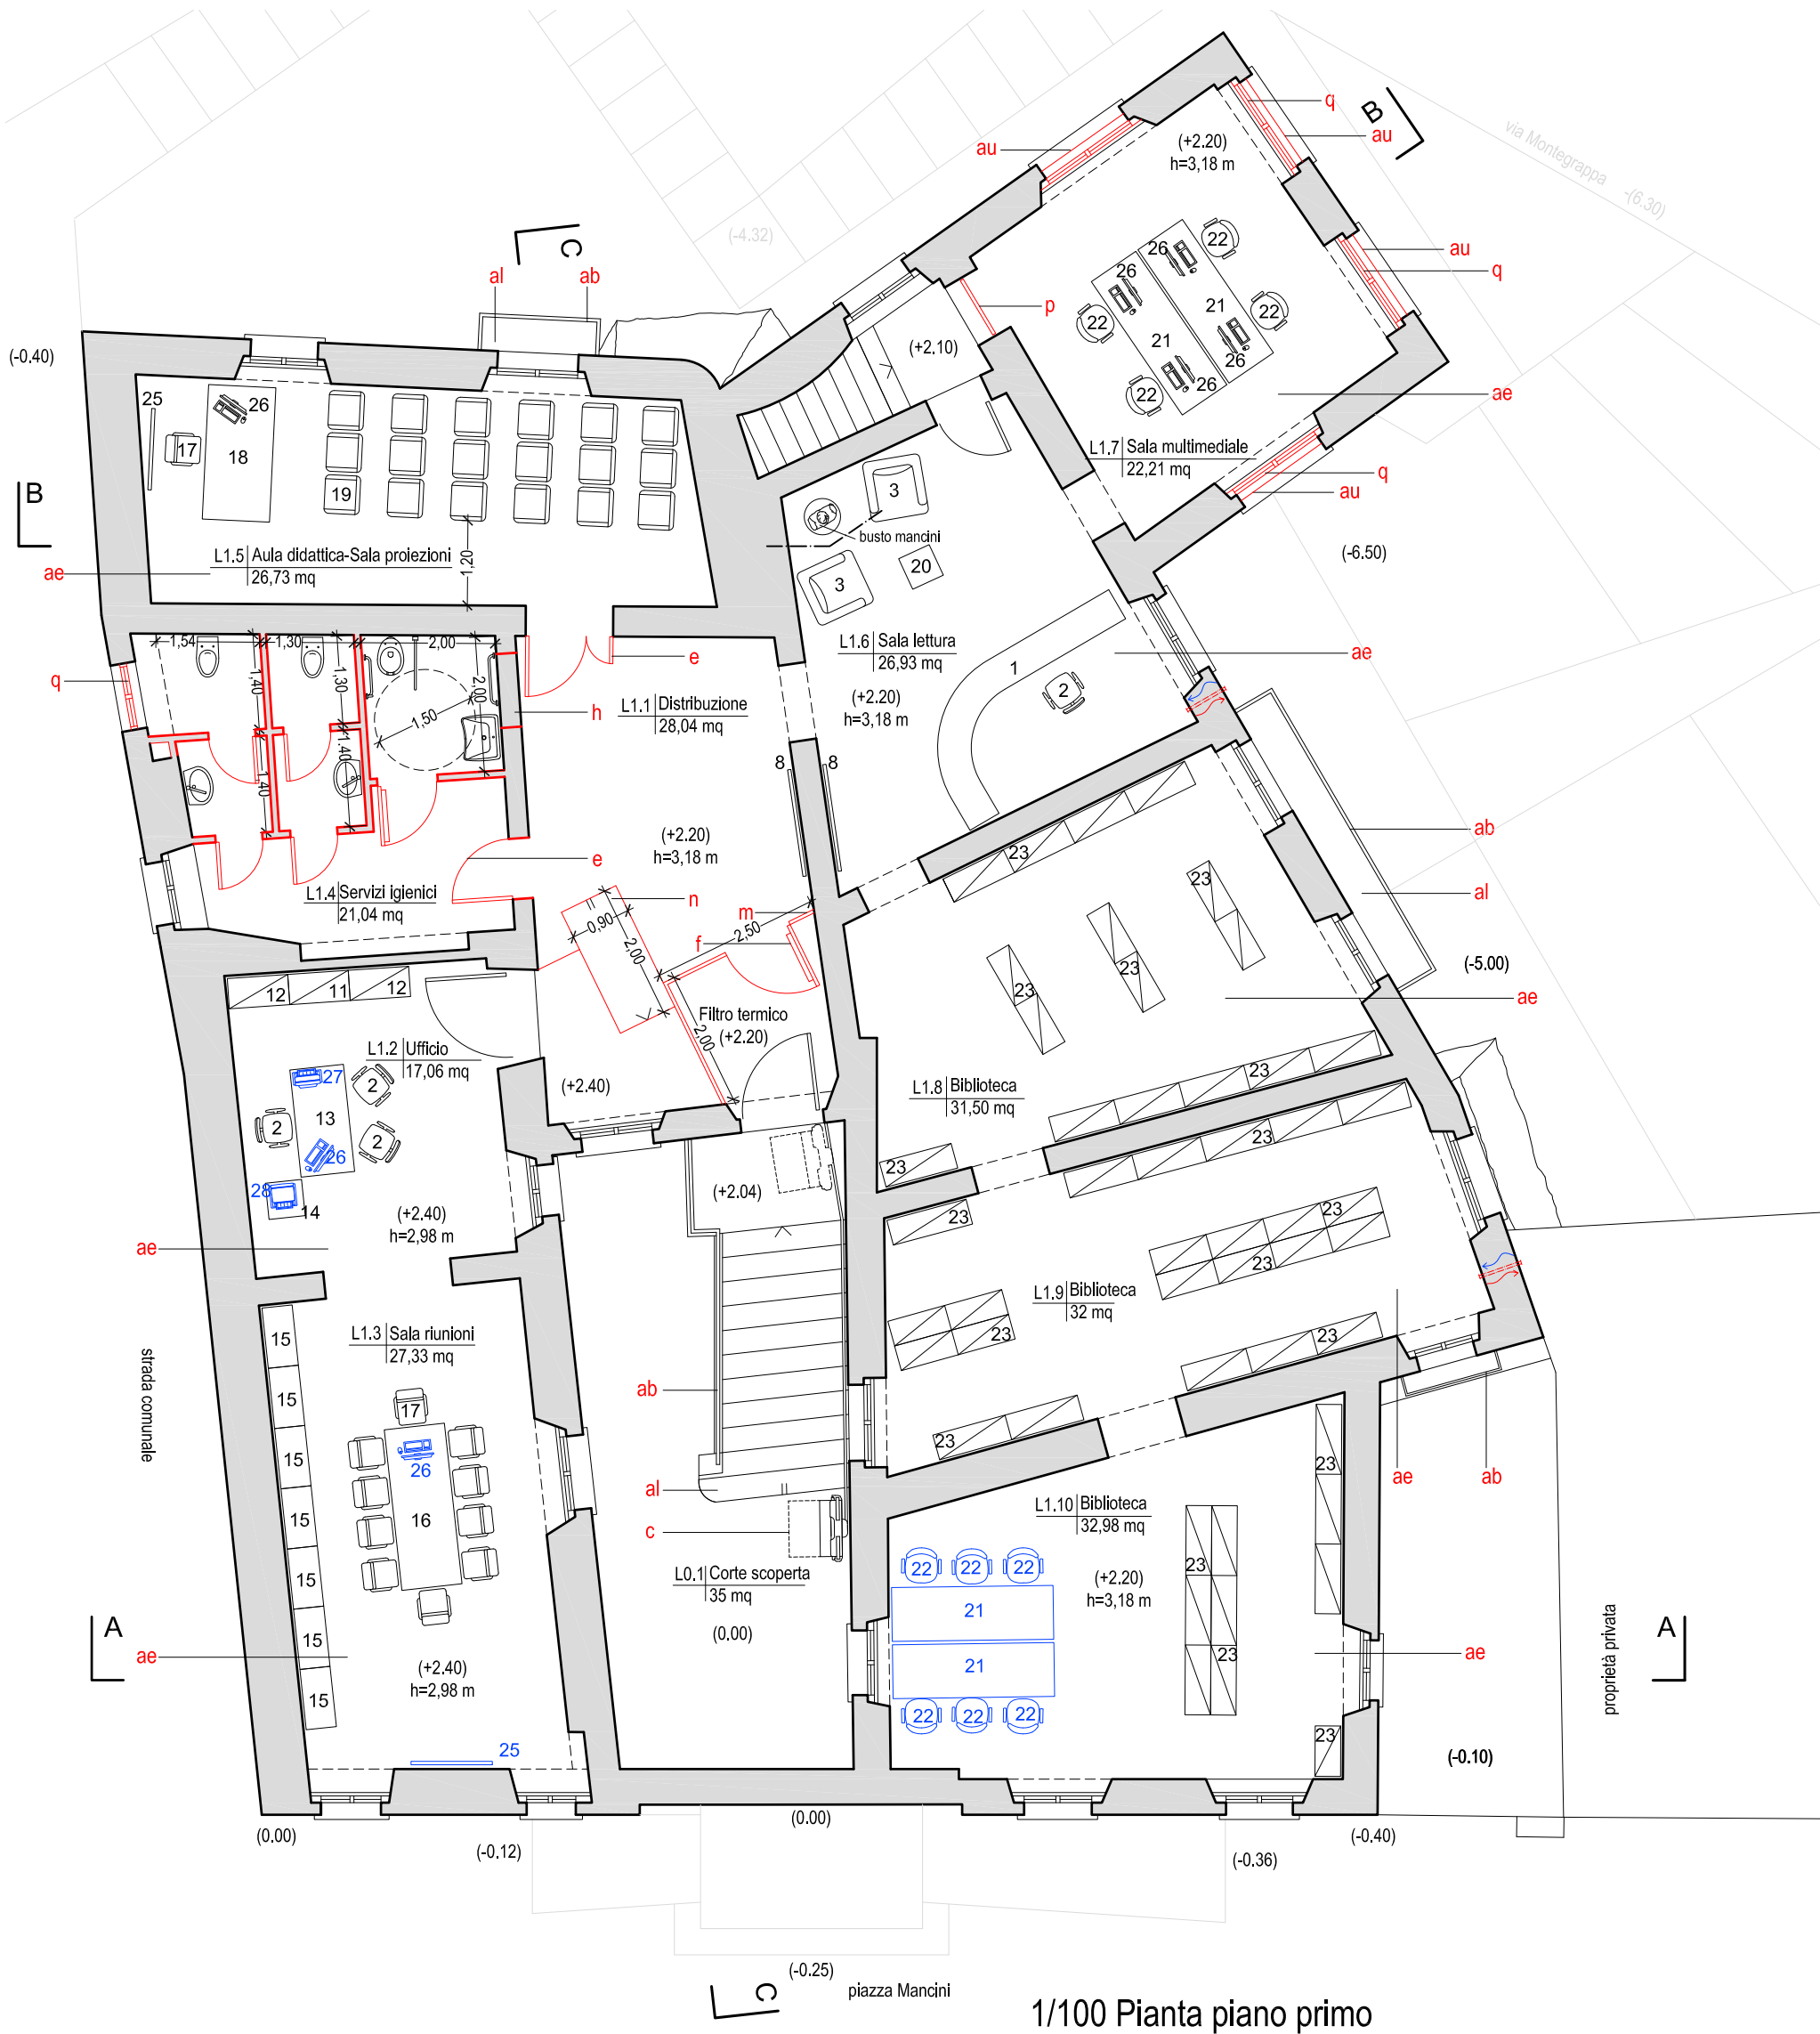 q
au
B
au
(+2.20)
h=3,18 m
via Montegrappa
-(6.30)
(-4.32)
C
al
ab
22
26
26
au
q
22
21
22
p
21
26
26
22
(-0.40)
(+2.10)
ae
25
26
17
18
19
L1.7 Sala multimediale
22,21 mq
q
au
3
B
busto mancini
L1.5 Aula didattica-Sala proiezioni
26,73 mq
1,20
ae
20
3
(-6.50)
1,54
1,30
2,00
L1.6 Sala lettura
26,93 mq
1
ae
e
q
1,40
1,30
2,00
2
h
L1.1 Distribuzione
28,04 mq
(+2.20)
h=3,18 m
1,50
1,40
1,40
8
8
(+2.20)
h=3,18 m
ab
23
e
23
al
L1.4 Servizi igienici
21,04 mq
n
m
0,90
2,50
f
2,00
23
23
(-5.00)
12
11
12
ae
Filtro termico
(+2.20)
2,00
L1.2 Ufficio
17,06 mq
27
2
13
(+2.40)
L1.8 Biblioteca
31,50 mq
23
2
2
26
23
23
28
14
(+2.04)
(+2.40)
h=2,98 m
23
23
ae
23
L1.9 Biblioteca
32 mq
15
L1.3 Sala riunioni
27,33 mq
23
23
strada comunale
15
17
ab
15
26
23
23
ae
ab
al
15
16
L1.10 Biblioteca
32,98 mq
c
15
L0.1 Corte scoperta
35 mq
22
22
22
(+2.20)
h=3,18 m
23
21
A
15
(0.00)
proprietà privata
A
ae
21
23
ae
(+2.40)
h=2,98 m
15
22
22
22
23
25
(-0.10)
(0.00)
(-0.12)
(0.00)
(-0.40)
(-0.36)
(-0.25)
piazza Mancini
C
1/100 Pianta piano primo